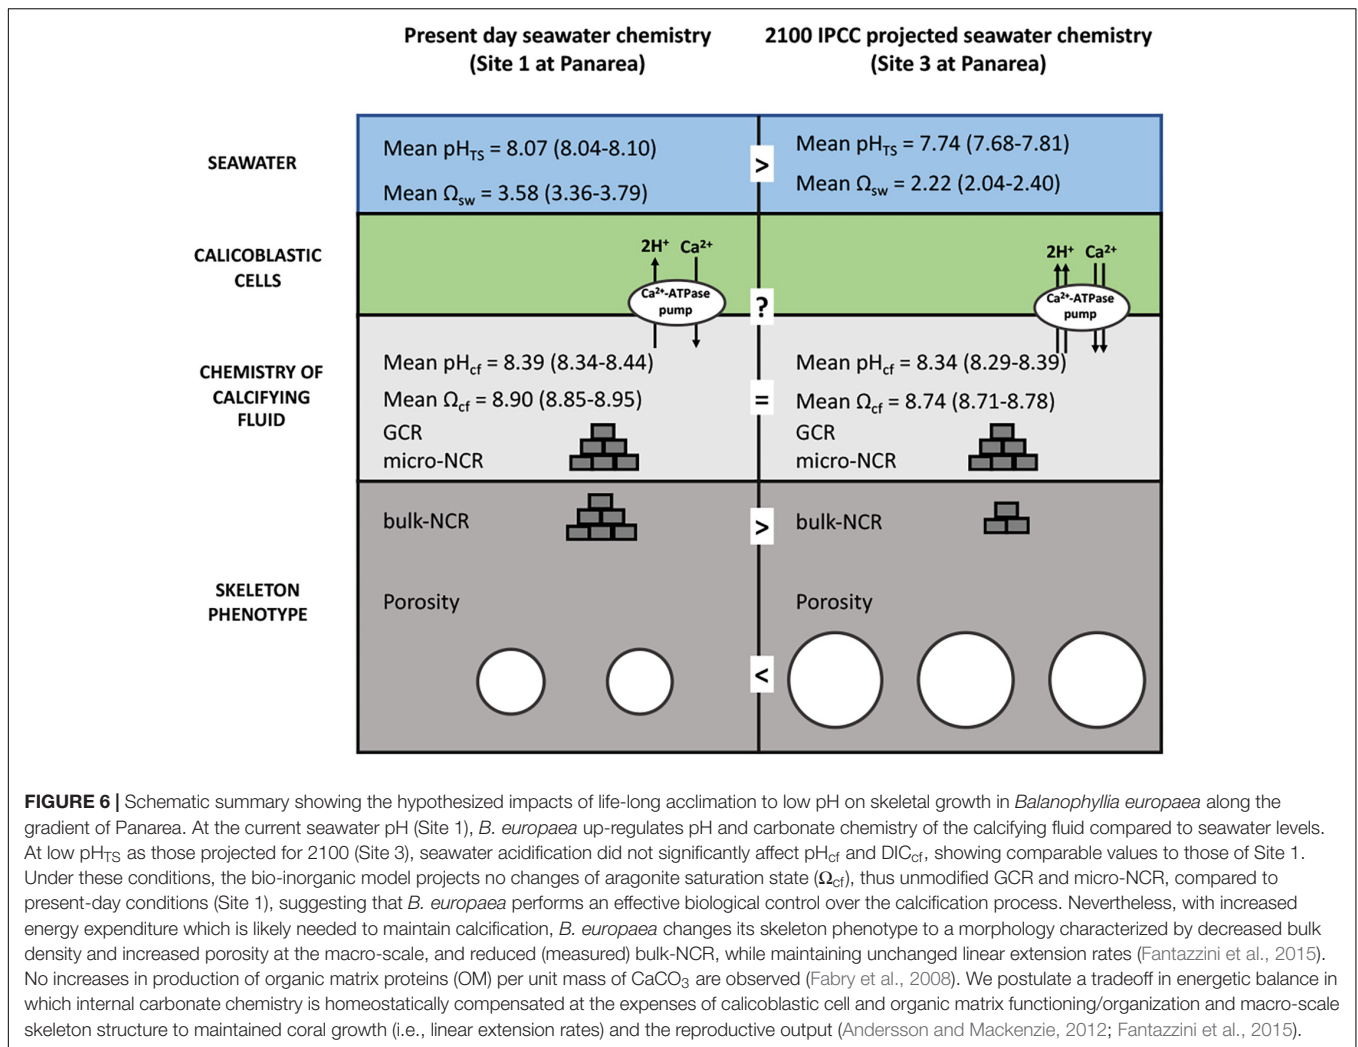 Present day seawater chemistry
(Site 1 at Panarea)
2100 IPCC projected seawater chemistry
(Site 3 at Panarea)
SEAWATER
Mean pHTS = 8.07 (8.04-8.10)
Mean Ωsw = 3.58 (3.36-3.79)
>
Mean pHTS = 7.74 (7.68-7.81)
Mean Ωsw = 2.22 (2.04-2.40)
CALICOBLASTIC
CELLS
2H⁺ Ca²⁺
Ca²⁺-ATPase
pump
?
2H⁺ Ca²⁺
Ca²⁺-ATPase
pump
CHEMISTRY OF
CALCIFYING
FLUID
Mean pHcf = 8.39 (8.34-8.44)
Mean Ωcf = 8.90 (8.85-8.95)
GCR
micro-NCR
=
Mean pHcf = 8.34 (8.29-8.39)
Mean Ωcf = 8.74 (8.71-8.78)
GCR
micro-NCR
SKELETON
PHENOTYPE
bulk-NCR
>
bulk-NCR
Porosity
<
Porosity
FIGURE 6 | Schematic summary showing the hypothesized impacts of life-long acclimation to low pH on skeletal growth in Balanophyllia europaea along the
gradient of Panarea. At the current seawater pH (Site 1), B. europaea up-regulates pH and carbonate chemistry of the calcifying fluid compared to seawater levels.
At low pHTS as those projected for 2100 (Site 3), seawater acidification did not significantly affect pHcf and DICcf, showing comparable values to those of Site 1.
Under these conditions, the bio-inorganic model projects no changes of aragonite saturation state (Ωcf), thus unmodified GCR and micro-NCR, compared to
present-day conditions (Site 1), suggesting that B. europaea performs an effective biological control over the calcification process. Nevertheless, with increased
energy expenditure which is likely needed to maintain calcification, B. europaea changes its skeleton phenotype to a morphology characterized by decreased bulk
density and increased porosity at the macro-scale, and reduced (measured) bulk-NCR, while maintaining unchanged linear extension rates (Fantazzini et al., 2015).
No increases in production of organic matrix proteins (OM) per unit mass of CaCO3 are observed (Fabry et al., 2008). We postulate a tradeoff in energetic balance in
which internal carbonate chemistry is homeostatically compensated at the expenses of calicoblastic cell and organic matrix functioning/organization and macro-scale
skeleton structure to maintained coral growth (i.e., linear extension rates) and the reproductive output (Andersson and Mackenzie, 2012; Fantazzini et al., 2015).